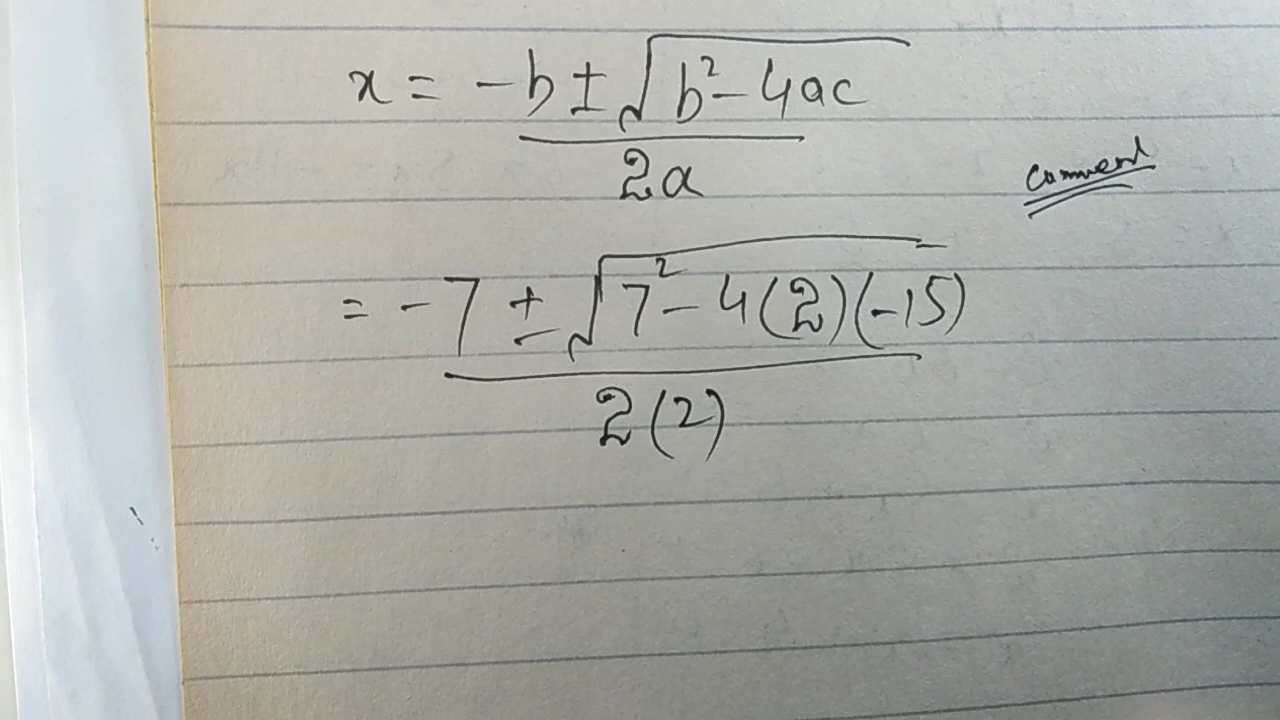 x = -b ± √b² - 4ac
2a
Comment
= -7 ± √7² - 4(2)(-15)
2(2)